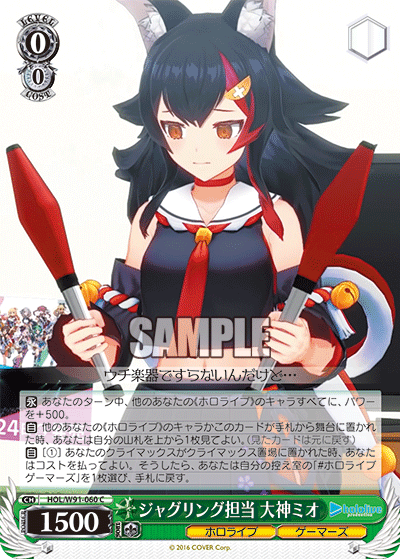 LEVEL
0
0
COST
SAMPLE
ウチ楽器ですらないんだけど…
永 あなたのターン中、他のあなたの《ホロライブ》のキャラすべてに、パワー
を＋500。
自 他のあなたの《ホロライブ》のキャラかこのカードが手札から舞台に置かれ
た時、あなたは自分の山札を上から1枚見てよい。（見たカードは元に戻す）
自 ［①］ あなたのクライマックスがクライマックス置場に置かれた時、あなた
はコストを払ってよい。そうしたら、あなたは自分の控え室の「#ホロライブ
ゲーマーズ」を1枚選び、手札に戻す。
CH HOL/W91-060 C
1500
ジャグリング担当 大神ミオ
hololive
ホロライブ
ゲーマーズ
© 2016 COVER Corp.